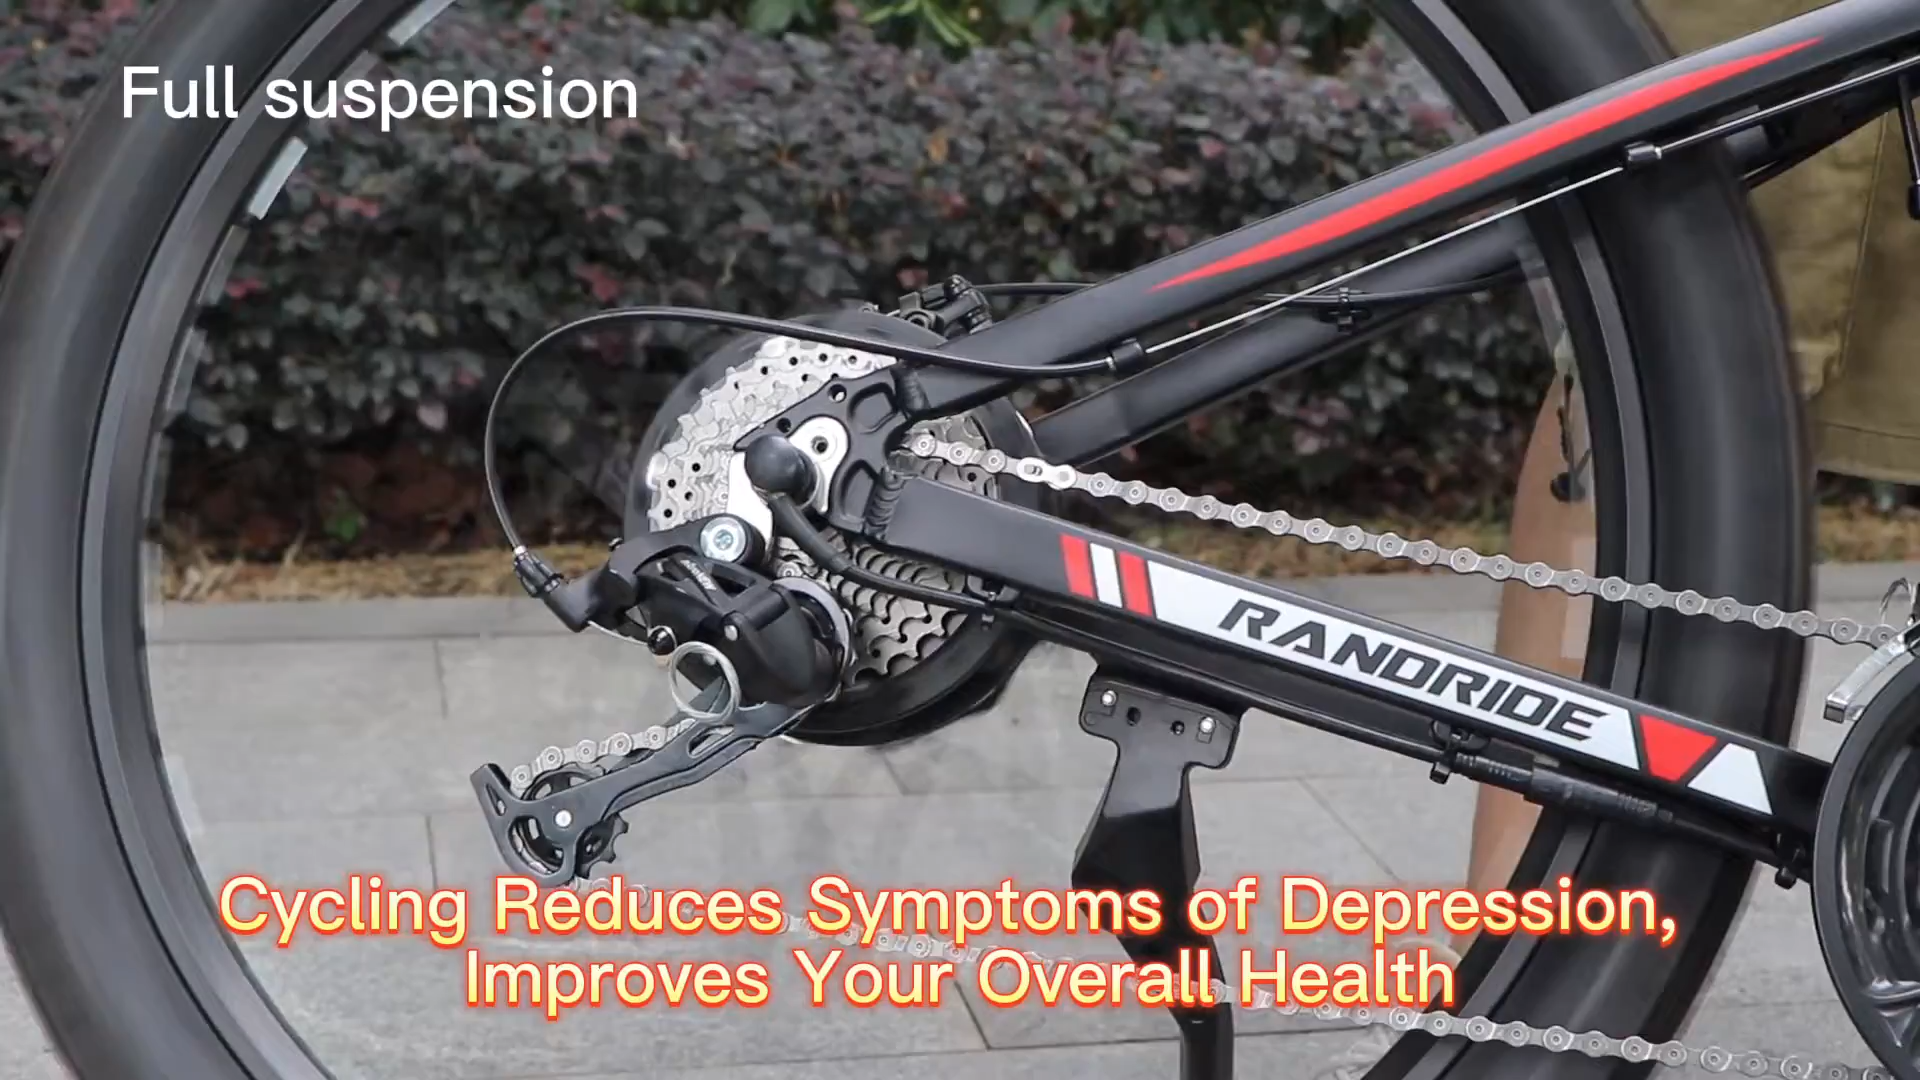 Full suspension
RANDRIDE
Cycling Reduces Symptoms of Depression,
Improves Your Overall Health